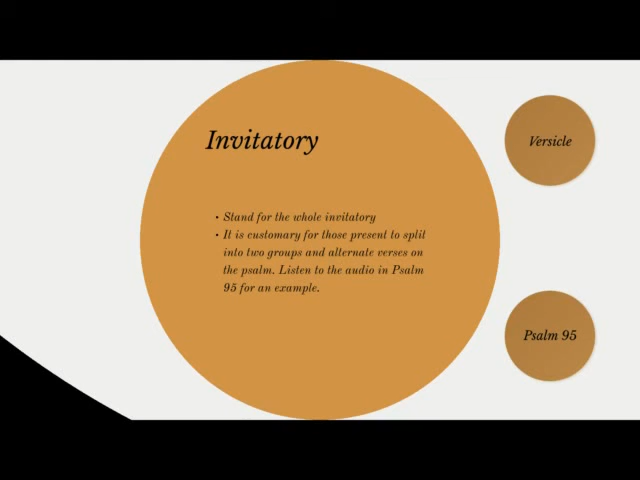 Invitatory
• Stand for the whole invitatory
• It is customary for those present to split
into two groups and alternate verses on
the psalm. Listen to the audio in Psalm
95 for an example.
Versicle
Psalm 95